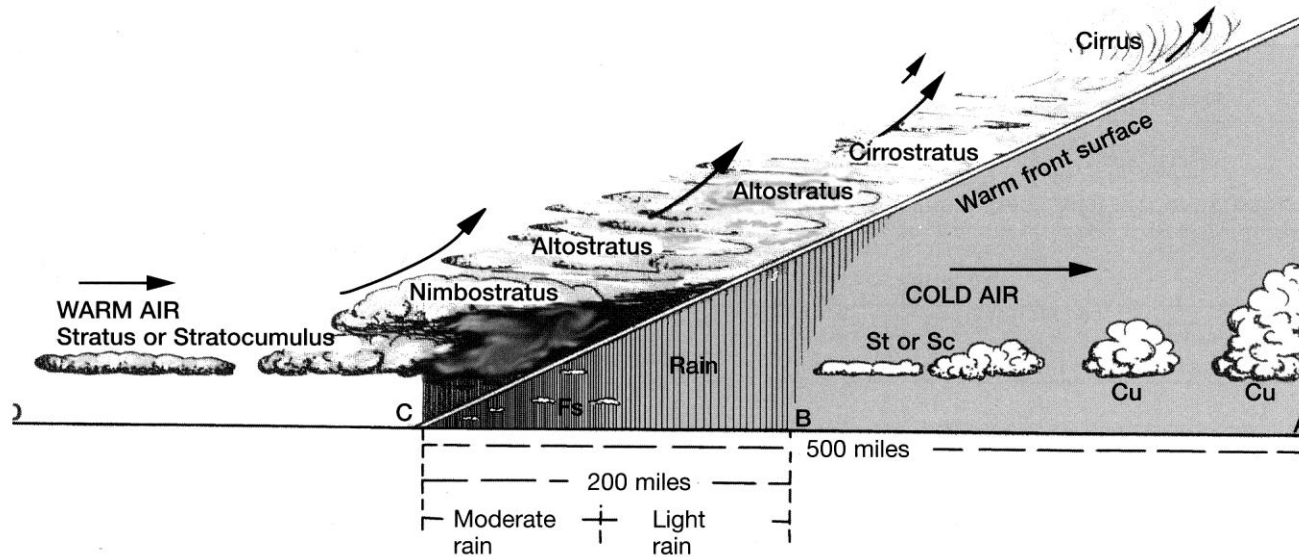 Cirrus
Cirrostratus
Warm front surface
Altostratus
Altostratus
Nimbostratus
WARM AIR
Stratus or Stratocumulus
COLD AIR
St or Sc
Cu
Cu
Rain
Fs
C
B
500 miles
200 miles
Moderate
rain
Light
rain